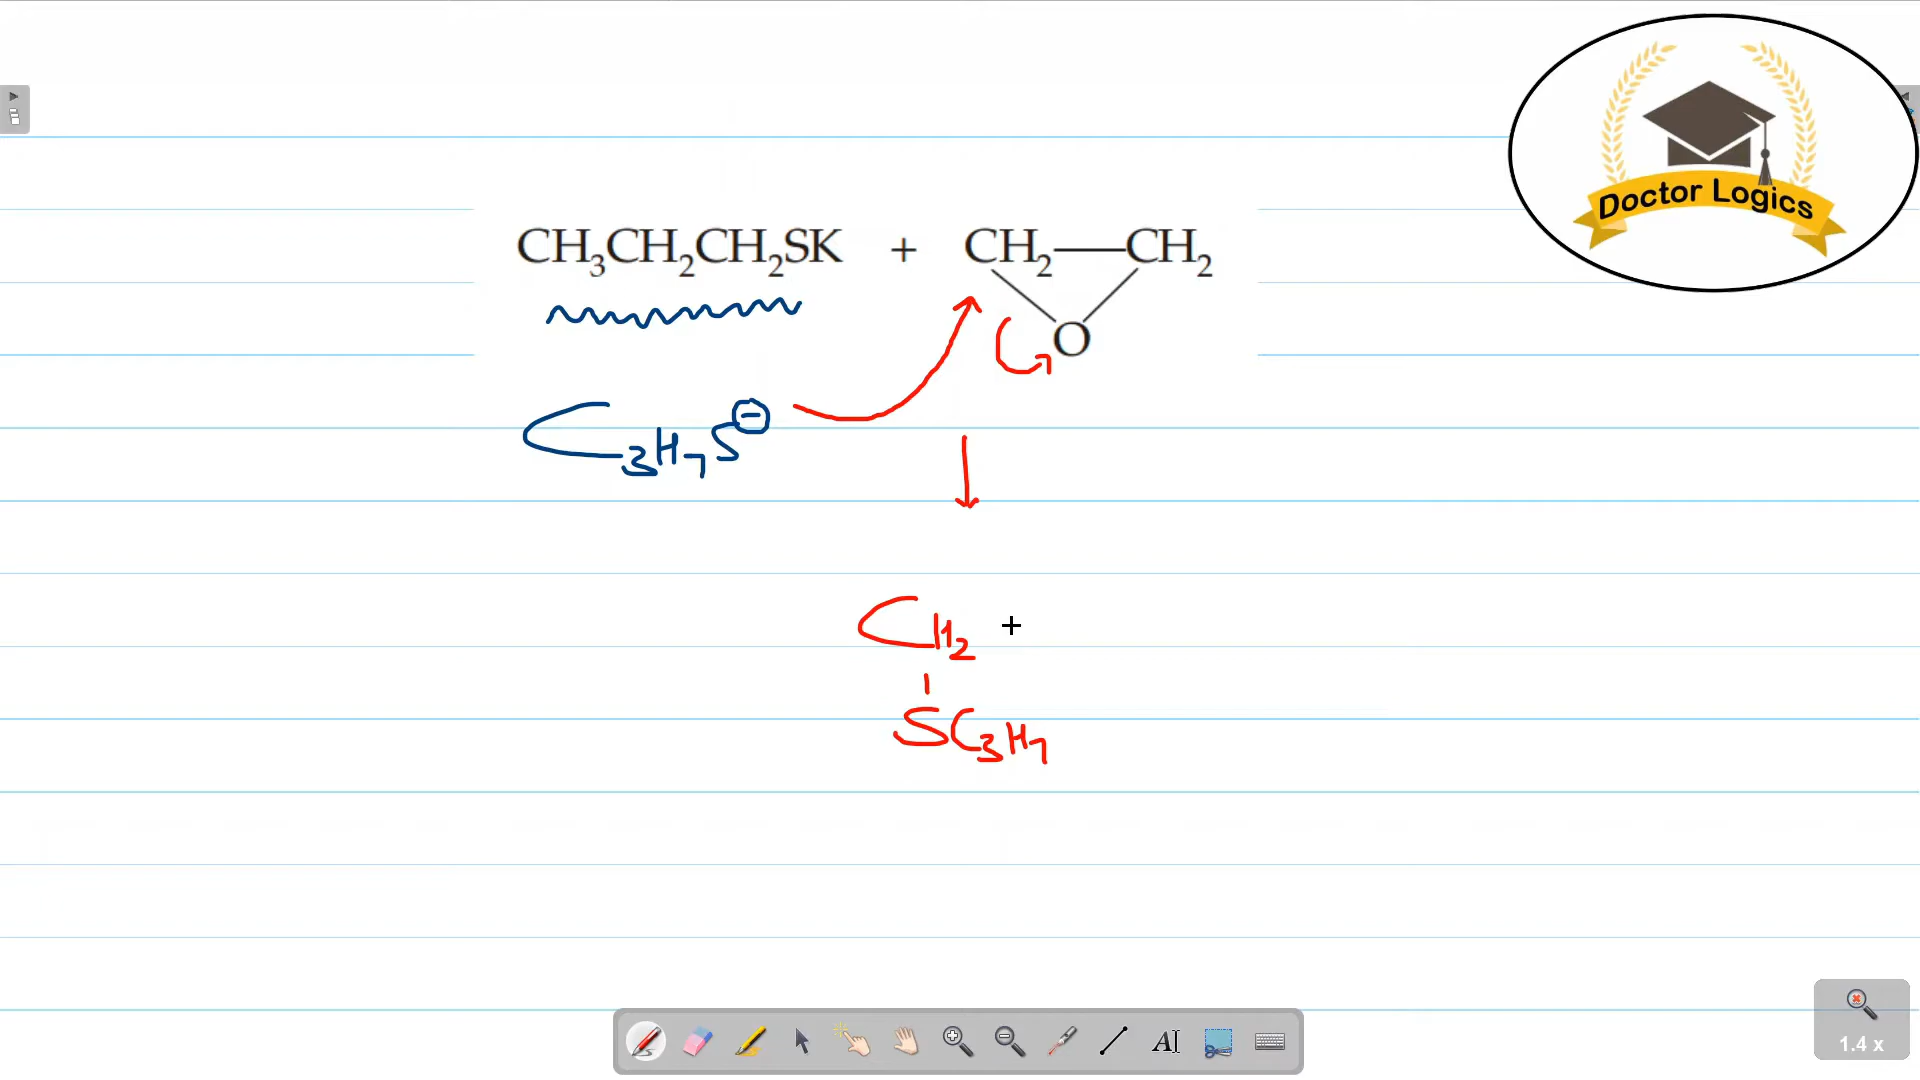 Doctor Logics
CH₃CH₂CH₂SK + CH₂—CH₂
O
C₃H₇S⊖
CH₂
SC₃H₇
A
1.4 x